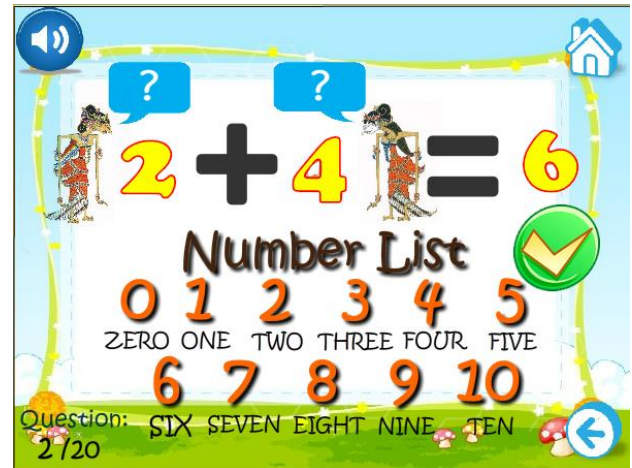 ? ?
2 + 4 = 6
Number List
0 1 2 3 4 5
ZERO ONE TWO THREE FOUR FIVE
6 7 8 9 10
SIX SEVEN EIGHT NINE TEN
Question:
2/20